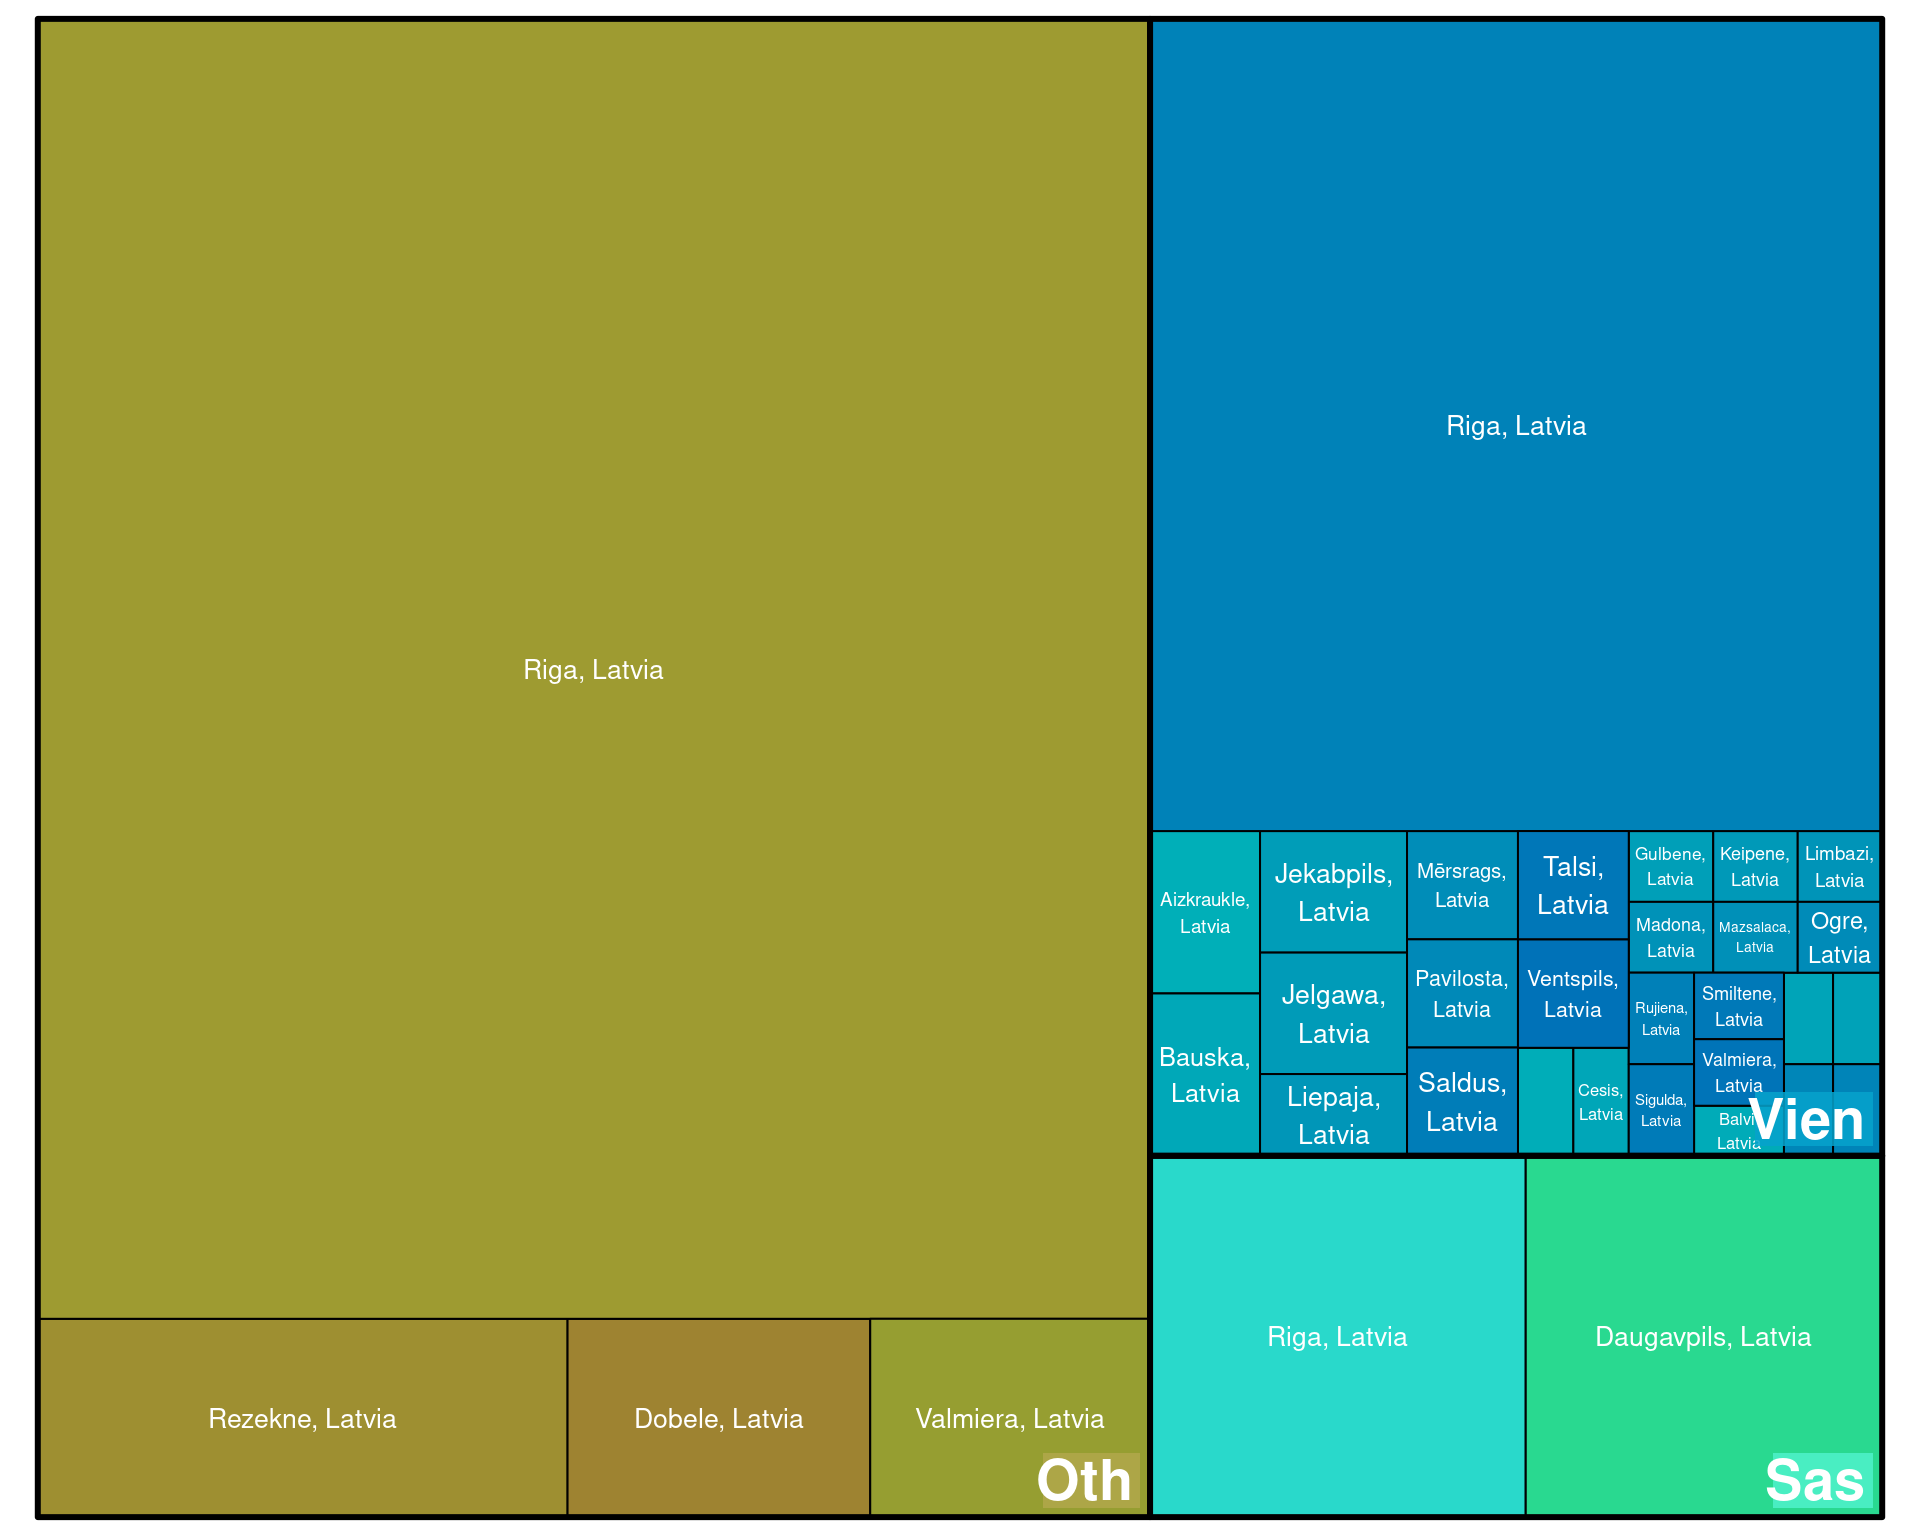 Riga, Latvia
Rezekne, Latvia
Dobele, Latvia
Valmiera, Latvia
Oth
Riga, Latvia
Aizkraukle,
Latvia
Bauska,
Latvia
Jekabpils,
Latvia
Jelgawa,
Latvia
Liepaja,
Latvia
Mērsrags,
Latvia
Pavilosta,
Latvia
Saldus,
Latvia
Talsi,
Latvia
Ventspils,
Latvia
Cesis,
Latvia
Gulbene,
Latvia
Keipene,
Latvia
Limbazi,
Latvia
Madona,
Latvia
Mazsalaca,
Latvia
Ogre,
Latvia
Rujiena,
Latvia
Sigulda,
Latvia
Smiltene,
Latvia
Valmiera,
Latvia
Latvia
Vien
Riga, Latvia
Daugavpils, Latvia
Sas